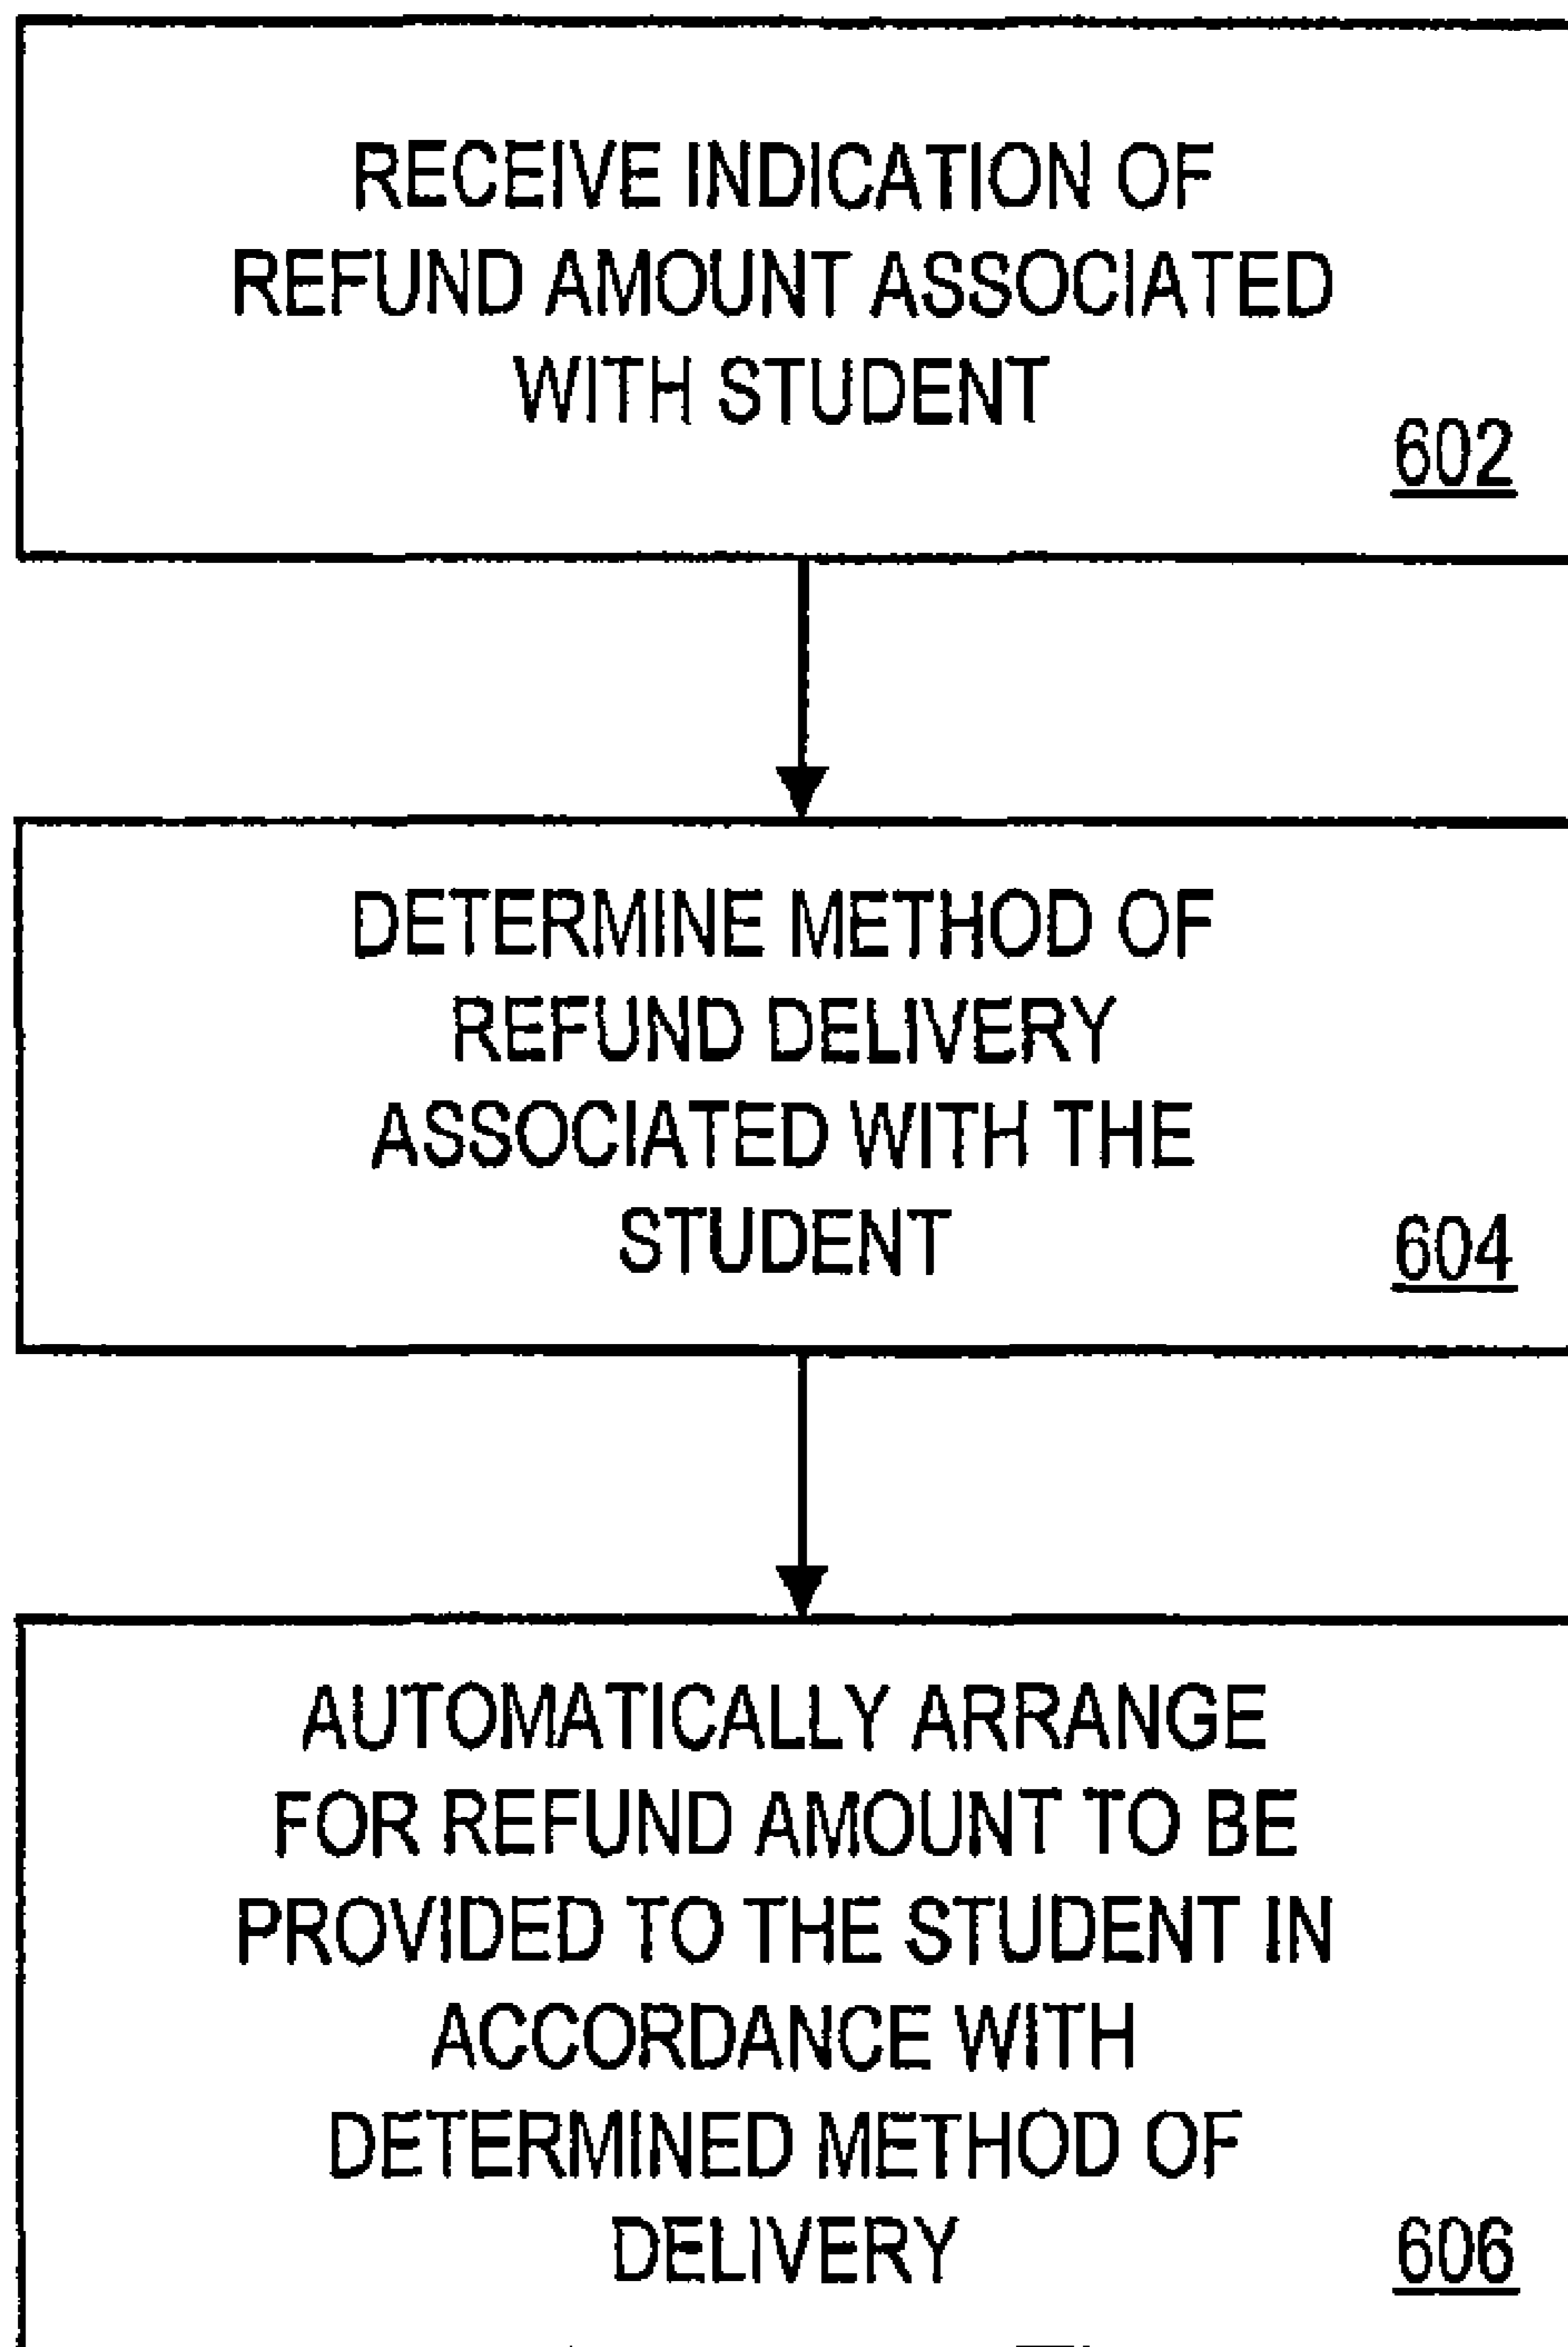 RECEIVE INDICATION OF
REFUND AMOUNT ASSOCIATED
WITH STUDENT
602
DETERMINE METHOD OF
REFUND DELIVERY
ASSOCIATED WITH THE
STUDENT
604
AUTOMATICALLY ARRANGE
FOR REFUND AMOUNT TO BE
PROVIDED TO THE STUDENT IN
ACCORDANCE WITH
DETERMINED METHOD OF
DELIVERY
606